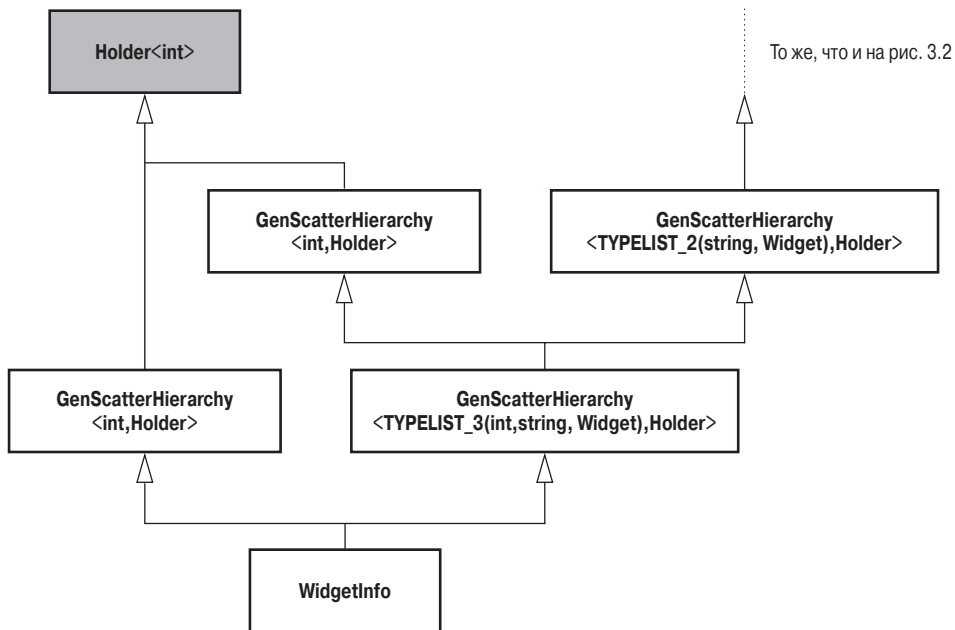 Holder<int>
То же, что и на рис. 3.2
GenScatterHierarchy
<int,Holder>
GenScatterHierarchy
<TYPELIST_2(string, Widget),Holder>
GenScatterHierarchy
<int,Holder>
GenScatterHierarchy
<TYPELIST_3(int,string, Widget),Holder>
WidgetInfo